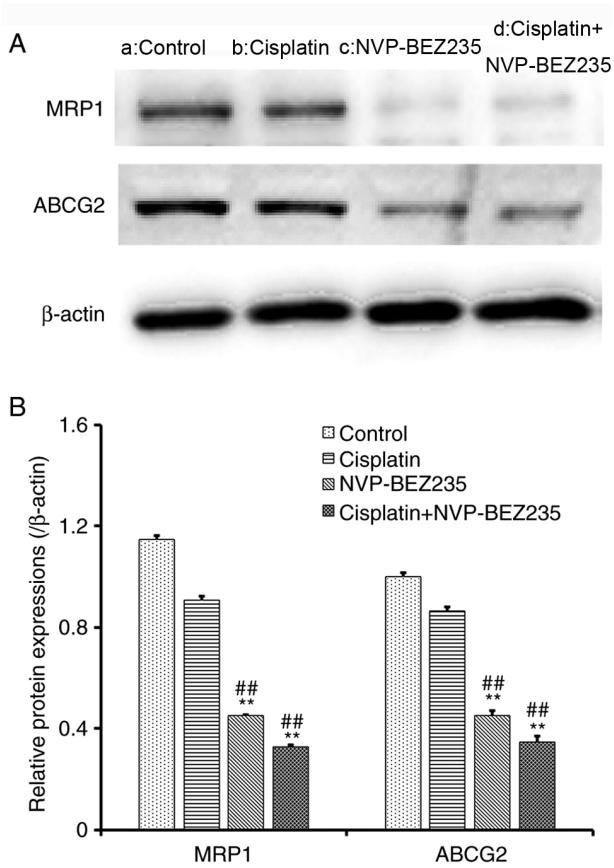 A
a:Control b:Cisplatin c:NVP-BEZ235 d:Cisplatin+
NVP-BEZ235
MRP1
ABCG2
β-actin
B
Relative protein expressions (/β-actin)
1.6
1.2
0.8
0.4
0
Control
Cisplatin
NVP-BEZ235
Cisplatin+NVP-BEZ235
##
**
##
**
##
**
##
**
MRP1 ABCG2